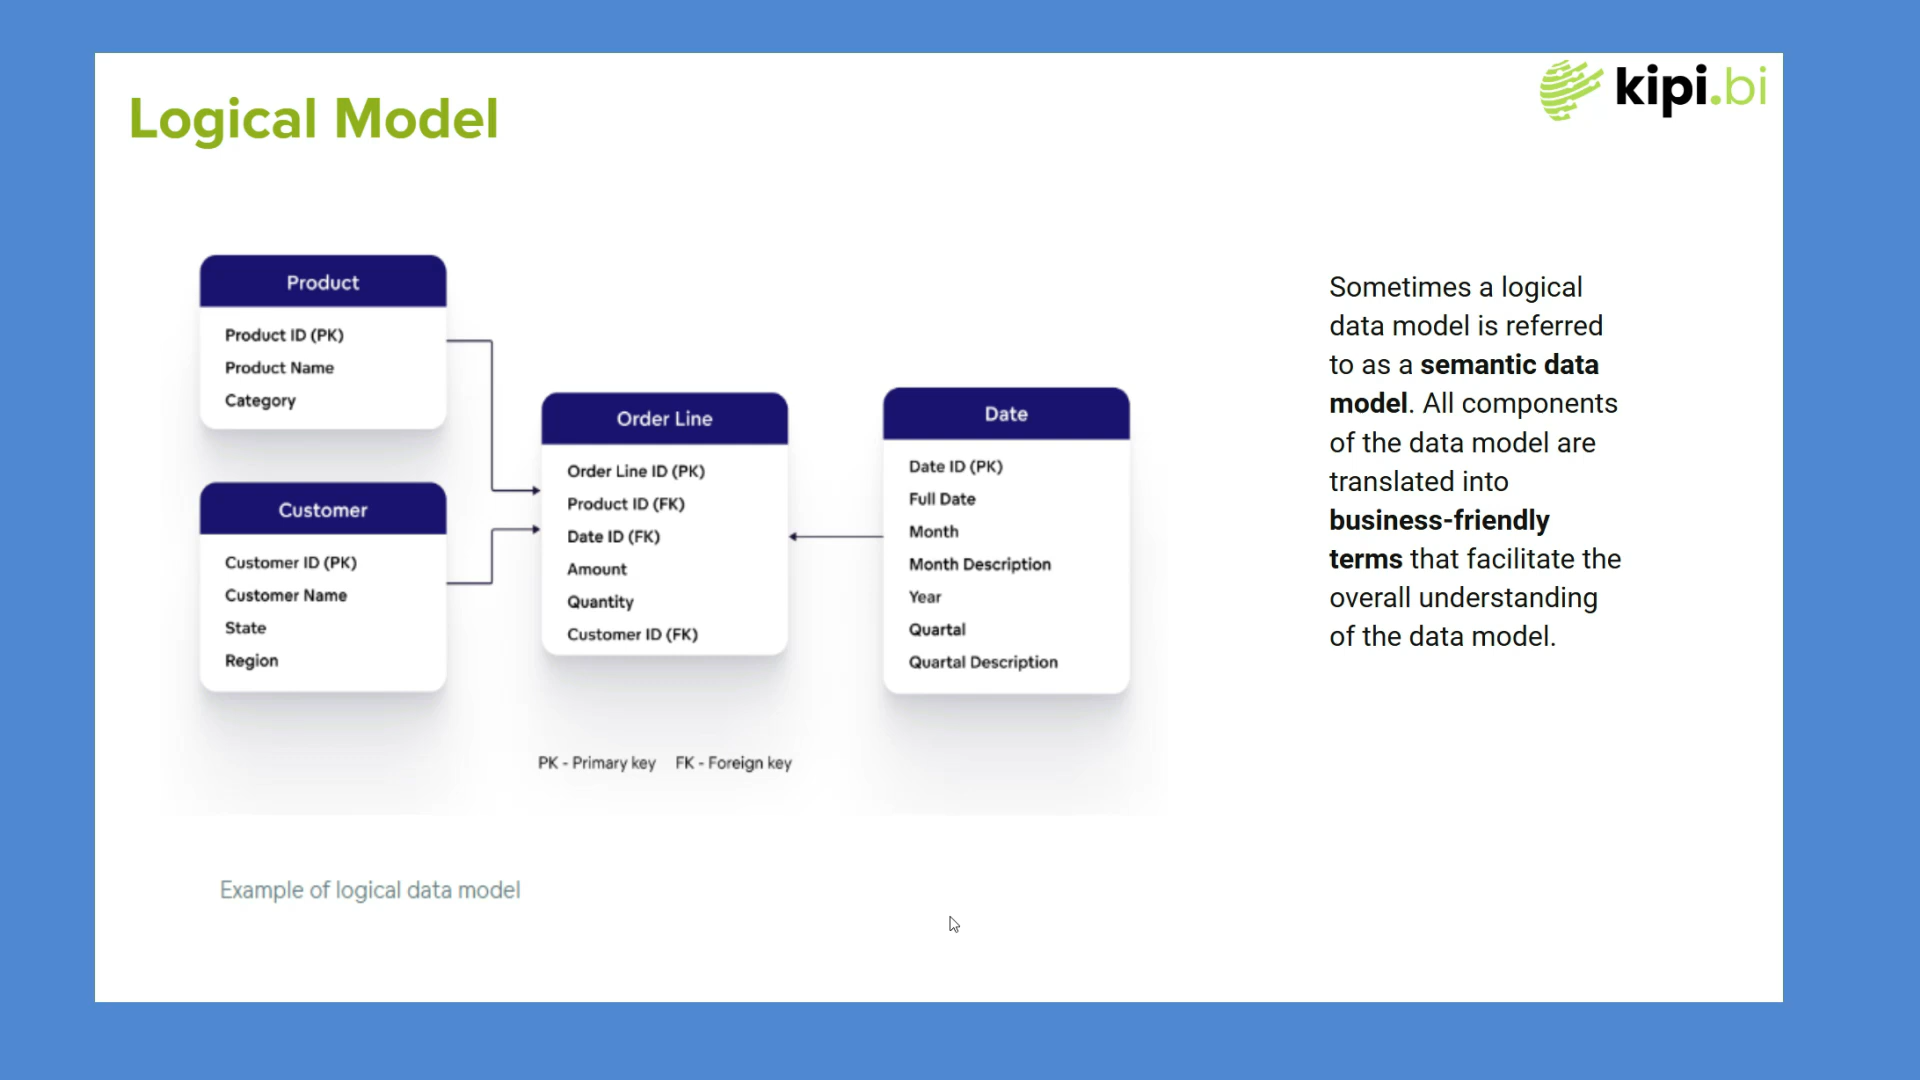 Logical Model
kipi.bi
Product
Product ID (PK)
Product Name
Category
Customer
Customer ID (PK)
Customer Name
State
Region
Order Line
Order Line ID (PK)
Product ID (FK)
Date ID (FK)
Amount
Quantity
Customer ID (FK)
Date
Date ID (PK)
Full Date
Month
Month Description
Year
Quartal
Quartal Description
PK - Primary key FK - Foreign key
Example of logical data model
Sometimes a logical
data model is referred
to as a semantic data
model. All components
of the data model are
translated into
business-friendly
terms that facilitate the
overall understanding
of the data model.